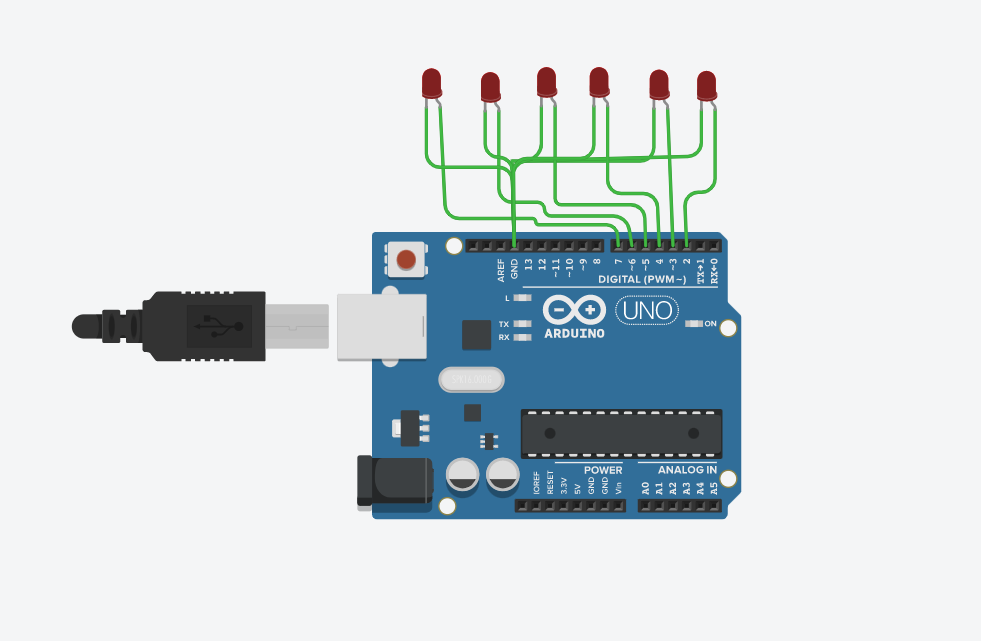 AREF
GND
13
12
~11
~10
~9
8
7
~6
~5
4
~3
2
TX→1
RX←0
DIGITAL (PWM~)
L
TX
RX
UNO
ARDUINO
ON
POWER
ANALOG IN
IOREF
RESET
3.3V
5V
GND
GND
Vin
A0
A1
A2
A3
A4
A5